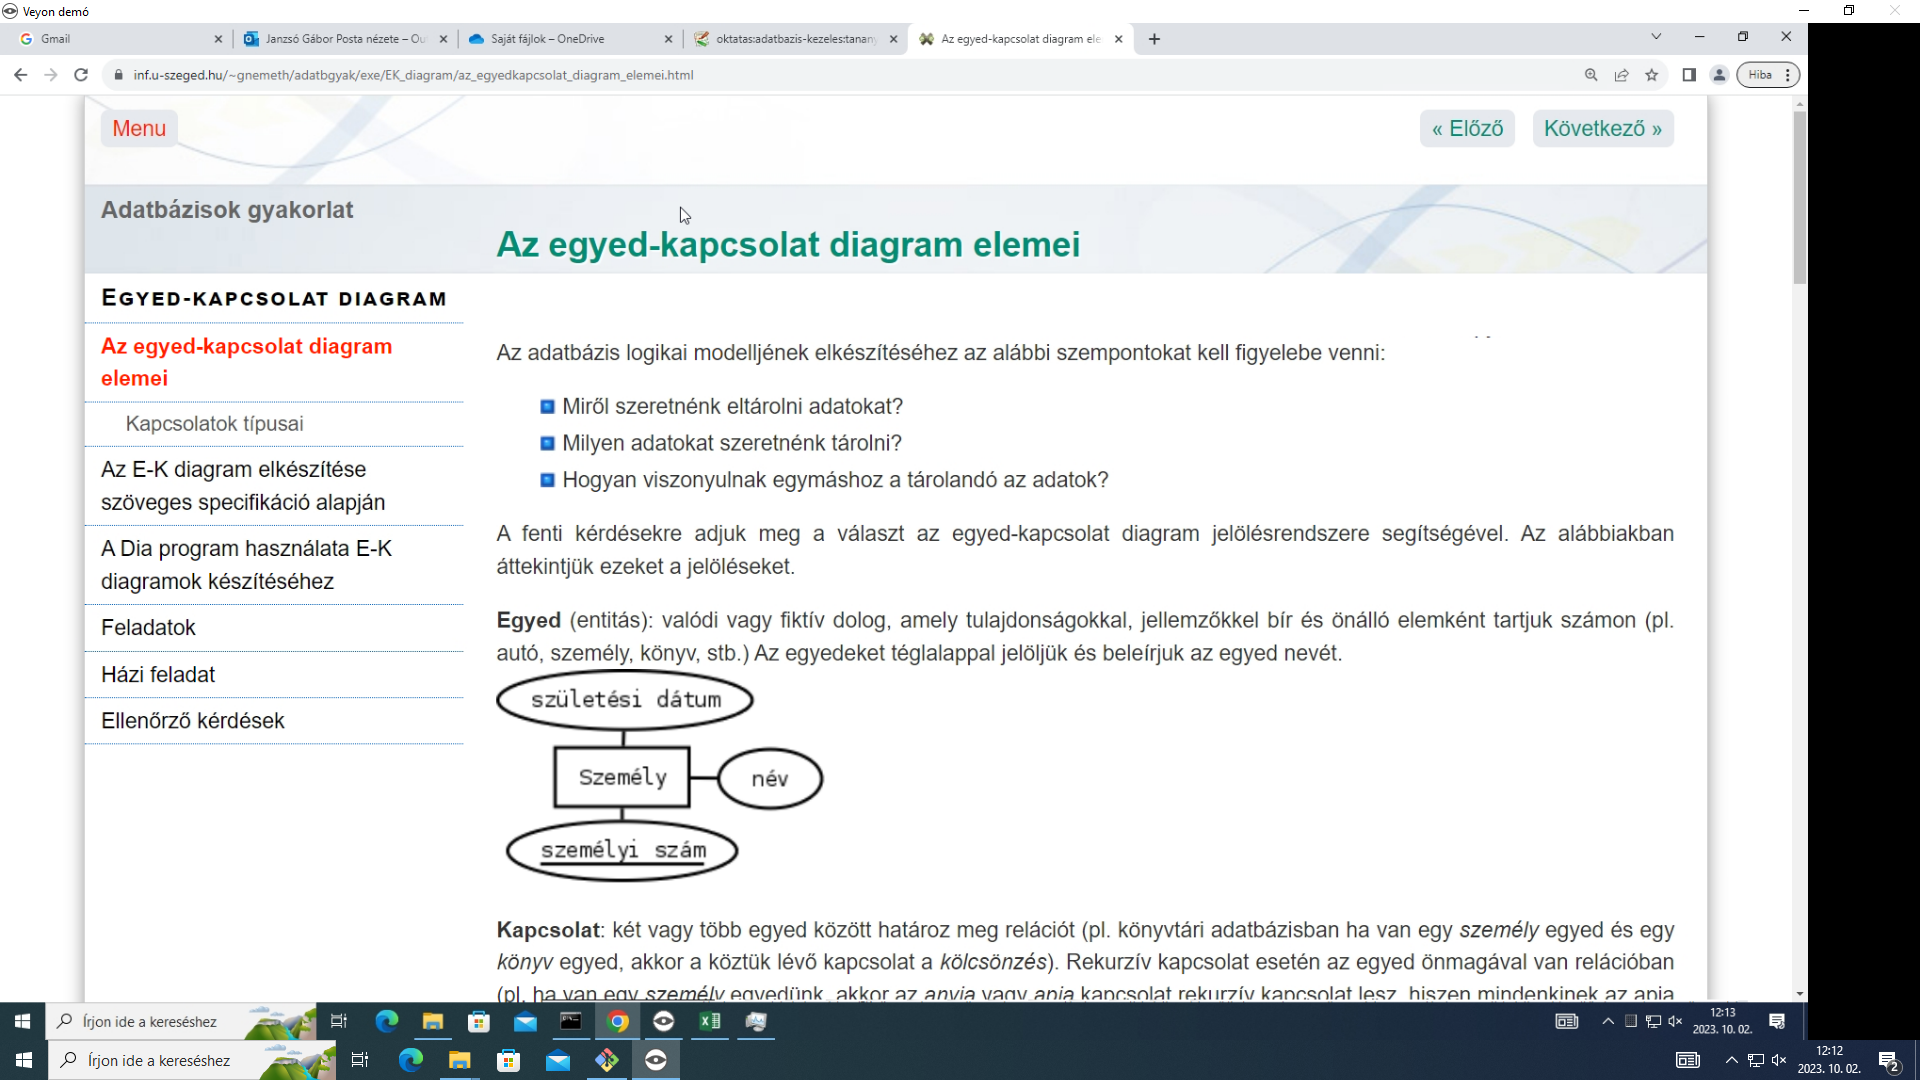 Veyon demó
Gmail
Janzsó Gábor Posta nézete – Ou
Saját fájlok – OneDrive
oktatas:adatbazis-kezeles:tanany
Az egyed-kapcsolat diagram ele
inf.u-szeged.hu/~gnemeth/adatbgyak/exe/EK_diagram/az_egyedkapcsolat_diagram_elemei.html
Hiba
Menu
« Előző
Következő »
Adatbázisok gyakorlat
Az egyed-kapcsolat diagram elemei
EGYED-KAPCSOLAT DIAGRAM
Az egyed-kapcsolat diagram
elemei
Kapcsolatok típusai
Az E-K diagram elkészítése
szöveges specifikáció alapján
A Dia program használata E-K
diagramok készítéséhez
Feladatok
Házi feladat
Ellenőrző kérdések
Az adatbázis logikai modelljének elkészítéséhez az alábbi szempontokat kell figyelebe venni:
Miről szeretnénk eltárolni adatokat?
Milyen adatokat szeretnénk tárolni?
Hogyan viszonyulnak egymáshoz a tárolandó az adatok?
A fenti kérdésekre adjuk meg a választ az egyed-kapcsolat diagram jelölésrendszere segítségével. Az alábbiakban
áttekintjük ezeket a jelöléseket.
Egyed (entitás): valódi vagy fiktív dolog, amely tulajdonságokkal, jellemzőkkel bír és önálló elemként tartjuk számon (pl.
autó, személy, könyv, stb.) Az egyedeket téglalappal jelöljük és beleírjuk az egyed nevét.
születési dátum
Személy
név
személyi szám
Kapcsolat: két vagy több egyed között határoz meg relációt (pl. könyvtári adatbázisban ha van egy személy egyed és egy
könyv egyed, akkor a köztük lévő kapcsolat a kölcsönzés). Rekurzív kapcsolat esetén az egyed önmagával van relációban
(pl. ha van egy személy egyedünk, akkor az anyja vagy apja kapcsolat rekurzív kapcsolat lesz, hiszen mindenkinek az apja
Írjon ide a kereséshez
12:13
2023. 10. 02.
Írjon ide a kereséshez
12:12
2023. 10. 02.
2